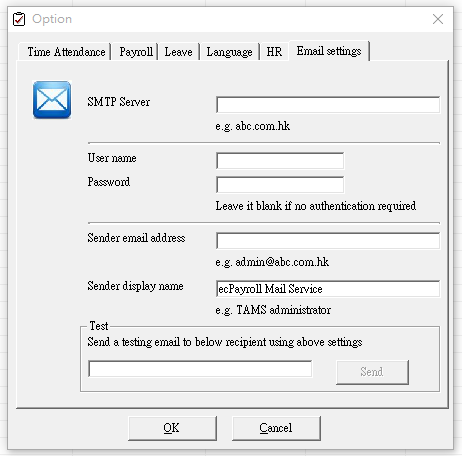 Option
Time Attendance Payroll Leave Language HR Email settings
SMTP Server
e.g. abc.com.hk
User name
Password
Leave it blank if no authentication required
Sender email address
e.g. admin@abc.com.hk
Sender display name ecPayroll Mail Service
e.g. TAMS administrator
Test
Send a testing email to below recipient using above settings
Send
OK Cancel